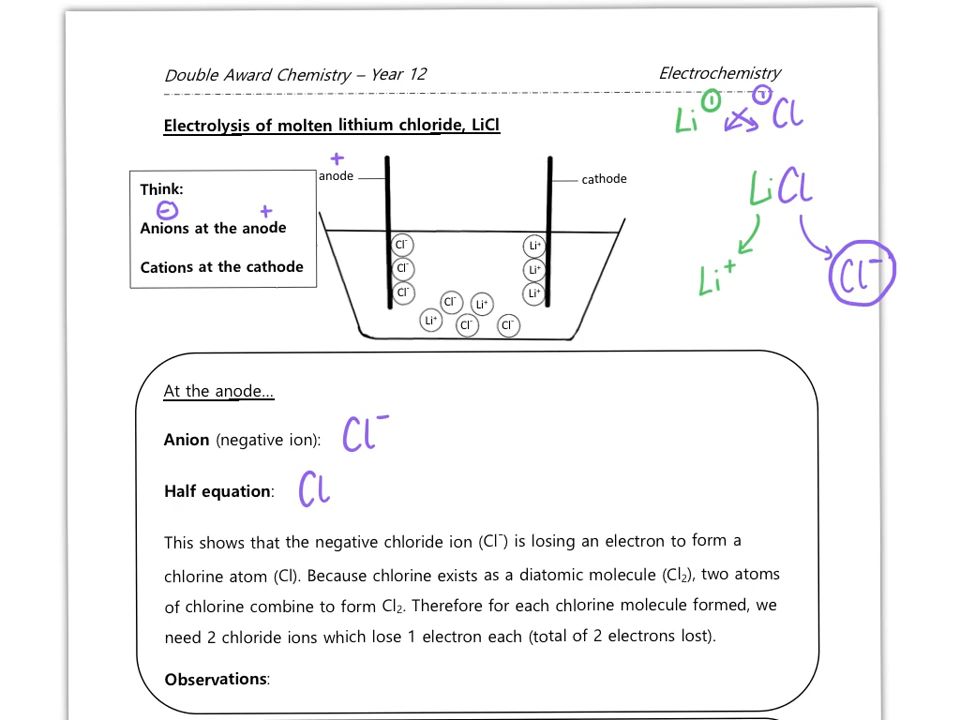 Double Award Chemistry – Year 12 Electrochemistry
Li ① ① Cl
Electrolysis of molten lithium chloride, LiCl
+
anode cathode
LiCl
Think:
⊖ +
Anions at the anode
Cations at the cathode
Cl⁻ Li⁺
Cl⁻ Li⁺
Cl⁻ Li⁺
Cl⁻ Li⁺
Li⁺ Cl⁻ Cl⁻
Li⁺ Cl⁻
At the anode...
Anion (negative ion): Cl⁻
Half equation: Cl
This shows that the negative chloride ion (Cl⁻) is losing an electron to form a
chlorine atom (Cl). Because chlorine exists as a diatomic molecule (Cl₂), two atoms
of chlorine combine to form Cl₂. Therefore for each chlorine molecule formed, we
need 2 chloride ions which lose 1 electron each (total of 2 electrons lost).
Observations: